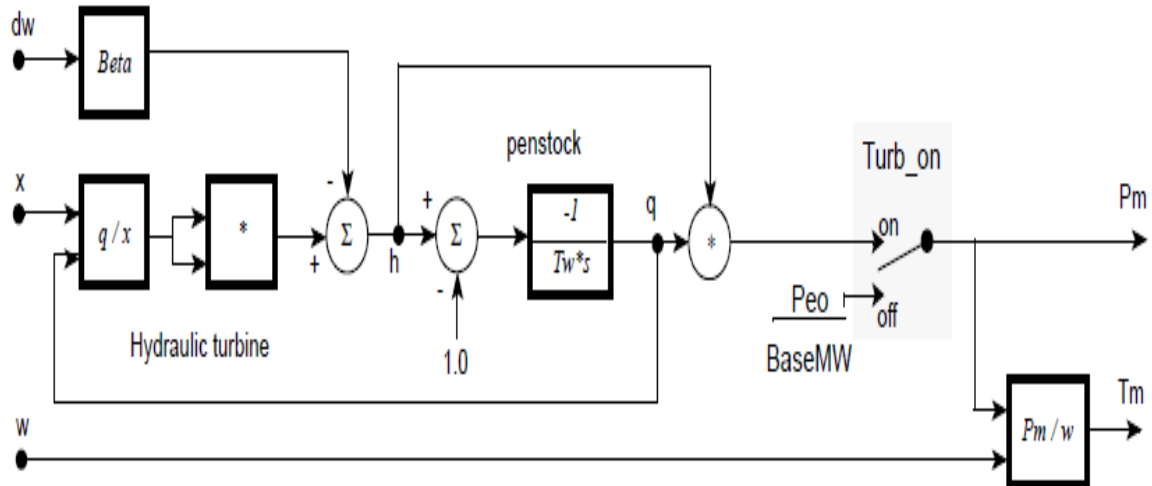 dw
Beta
penstock
Turb_on
x
-
+
-1
q
Pm
q / x
*
Σ
Σ
Tw*s
*
on
+
h
-
Peo
off
Hydraulic turbine
1.0
BaseMW
w
Pm / w
Tm